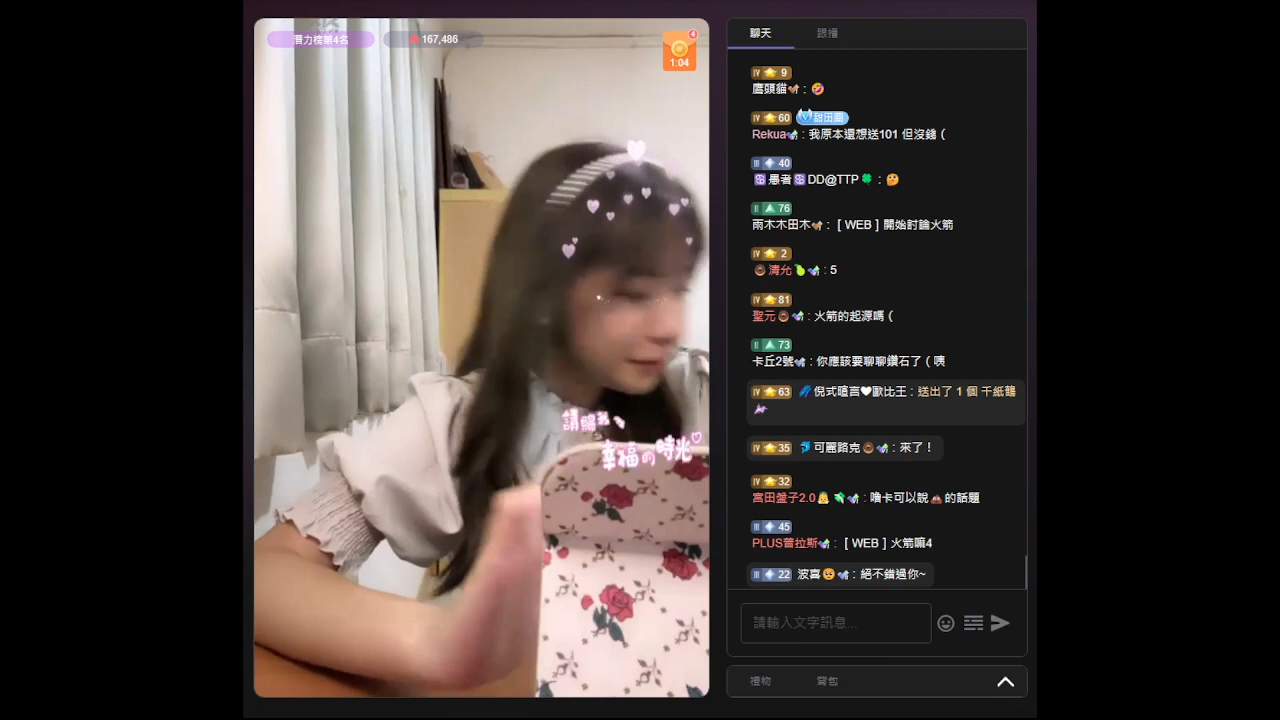 潛力榜第4名
167,486
4
1:04
請賜我
幸福的時光
聊天 跟播
IV 9
鷹頭貓 : 🤣
IV 60 甜田團
Rekua : 我原本還想送101 但沒錢 (
III 40
愚者 DD@TTP🍀 : 🤔
II 76
雨木木田木 : [ WEB ] 開始討論火箭
IV 2
清允 : 5
IV 81
聖元 : 火箭的起源嗎 (
II 73
卡丘2號 : 你應該要聊聊鑽石了 ( 咦
IV 63 倪式嘻言♥歐比王 : 送出了 1 個 千紙鶴
IV 35 可麗路克 : 來了！
IV 32
宮田螢子2.0 : 嚕卡可以說🚗的話題
III 45
PLUS普拉斯 : [ WEB ] 火箭嘛4
III 22 波喜 : 絕不錯過你~
請輸入文字訊息...
禮物 背包